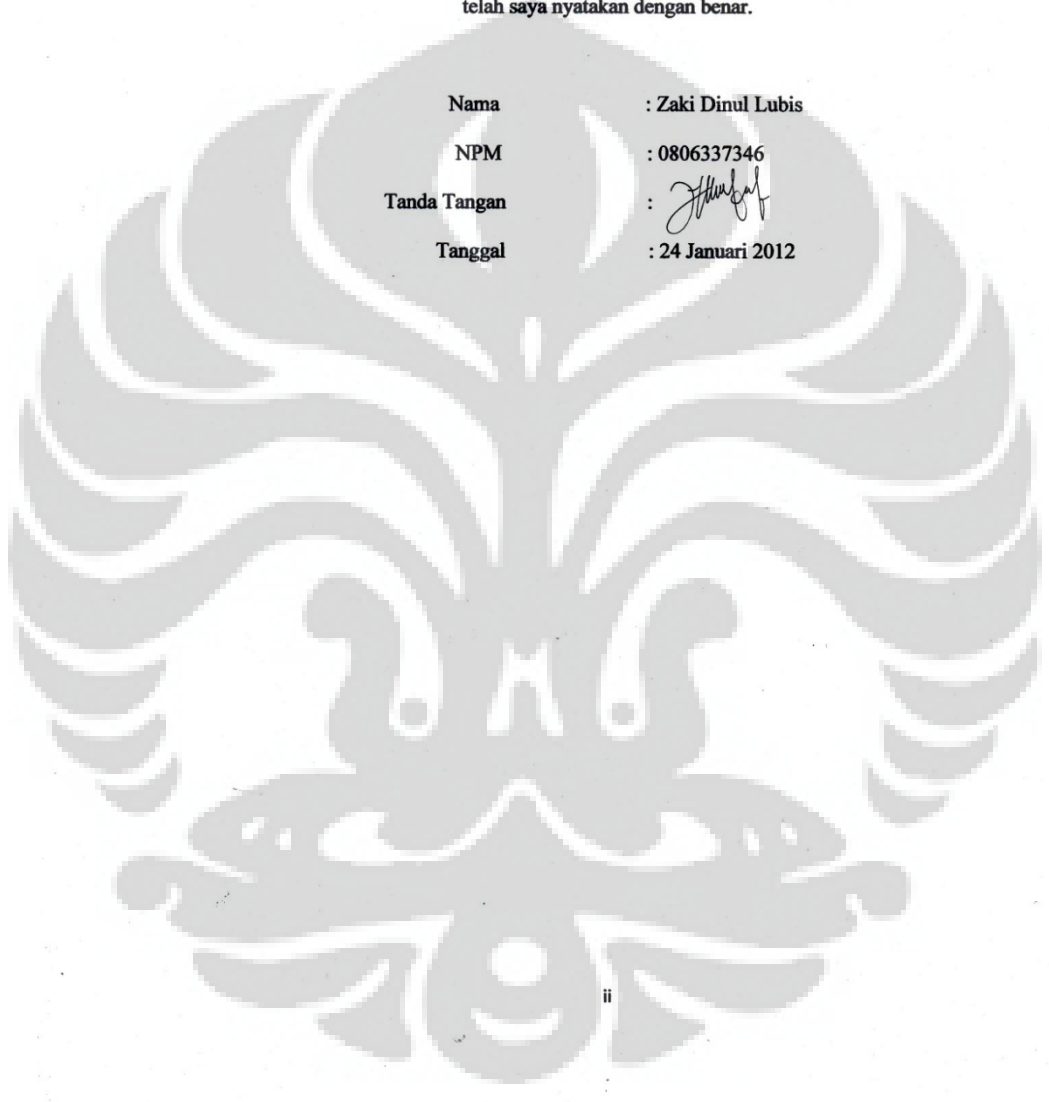 telah saya nyatakan dengan benar.
Nama : Zaki Dinul Lubis
NPM : 0806337346
Tanda Tangan :
Tanggal : 24 Januari 2012
ii